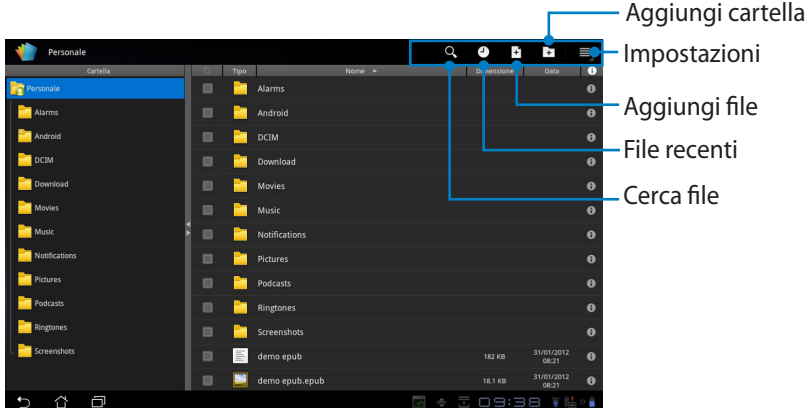 Aggiungi cartella
Personale
Impostazioni
Cartella
Tipo
Nome
Dimensione
Data
Personale
Alarms
Aggiungi file
Alarms
Android
Android
DCIM
DCIM
File recenti
Download
Download
Movies
Movies
Cerca file
Music
Music
Notifications
Notifications
Pictures
Pictures
Podcasts
Podcasts
Ringtones
Ringtones
Screenshots
Screenshots
demo epub
182 KB
31/01/2012
08:21
demo epub.epub
18.1 KB
31/01/2012
08:21
09:38